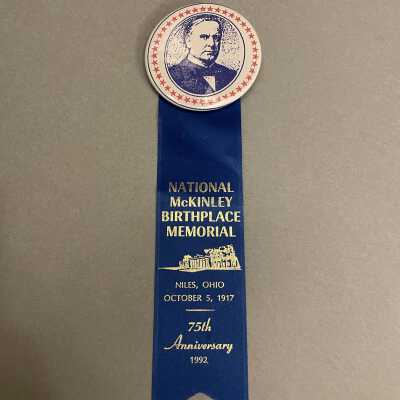 NATIONAL
McKINLEY
BIRTHPLACE
MEMORIAL
NILES, OHIO
OCTOBER 5, 1917
75th
Anniversary
1992